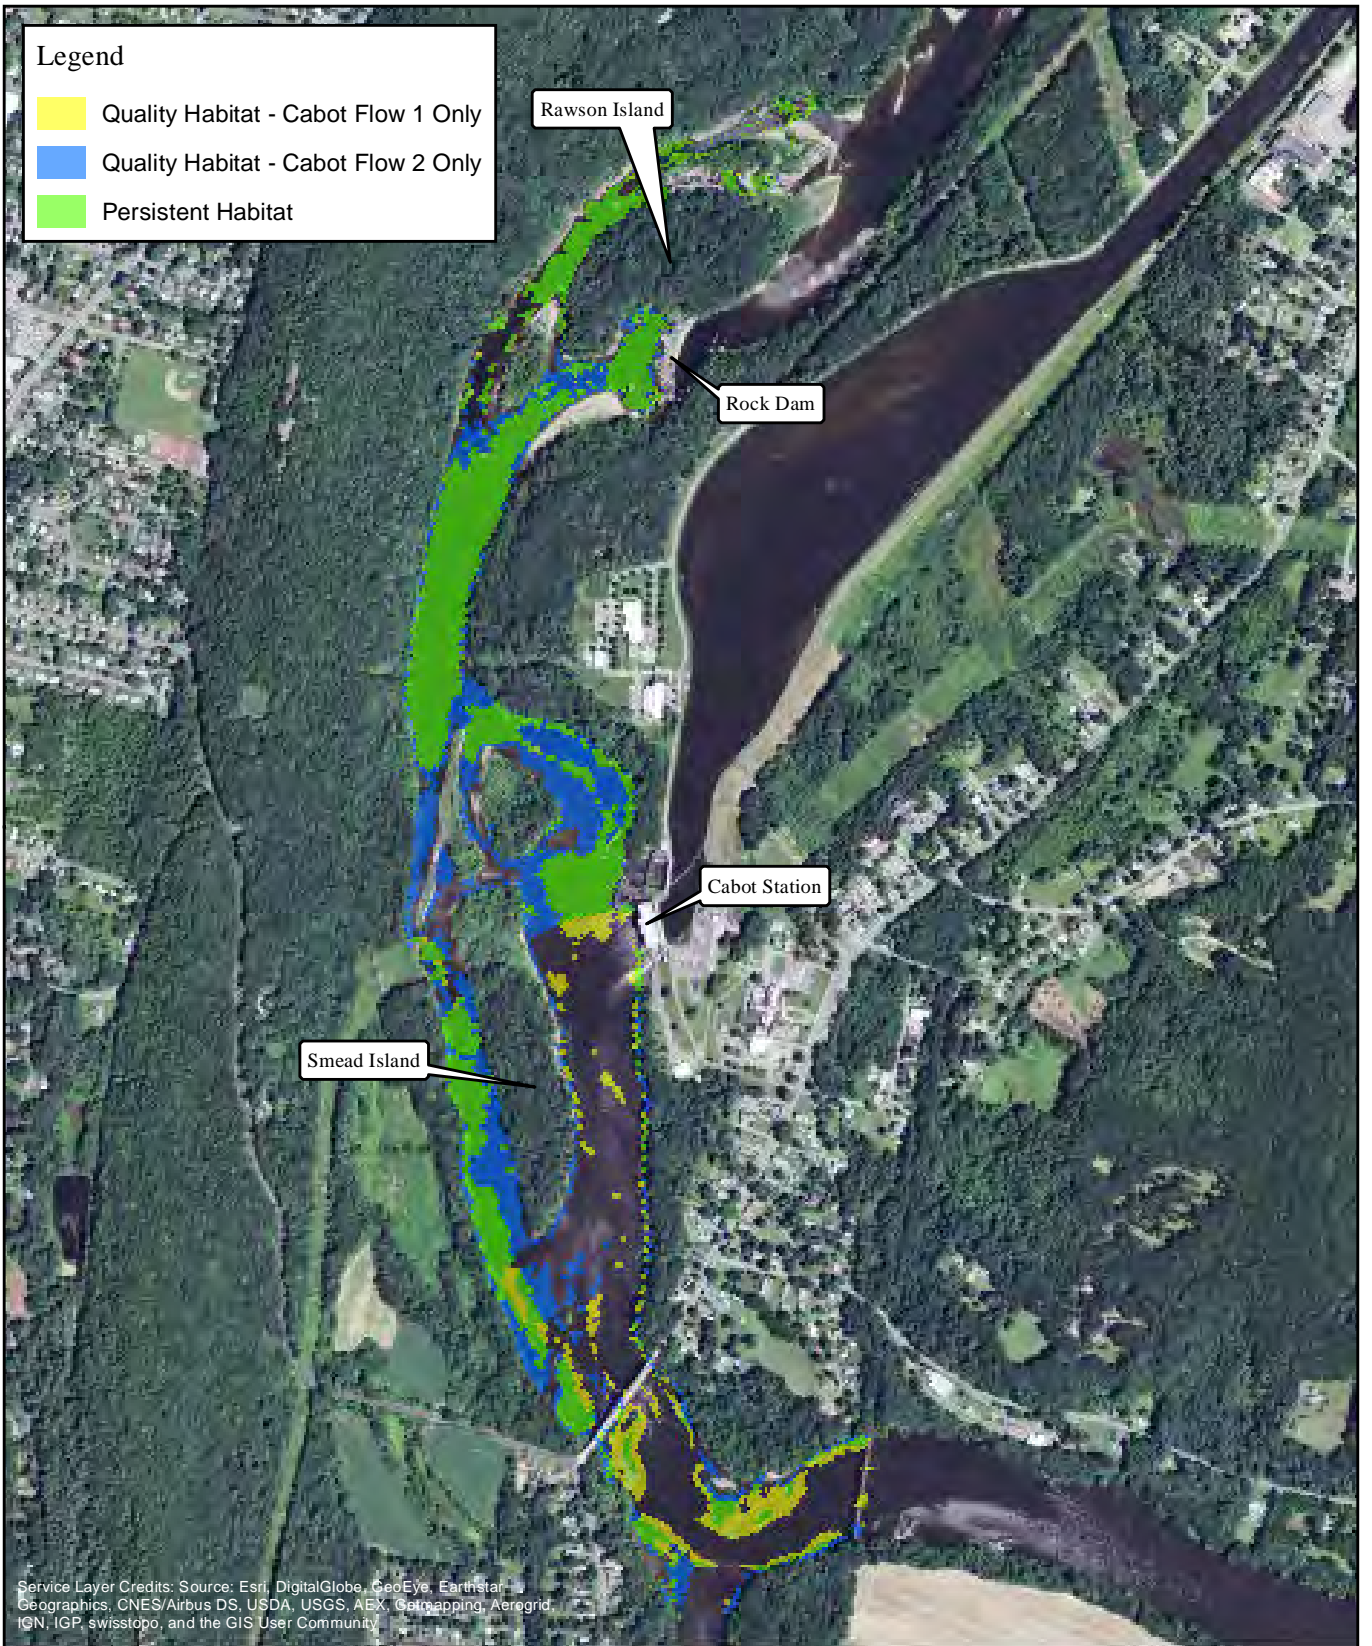 Legend
Quality Habitat - Cabot Flow 1 Only
Quality Habitat - Cabot Flow 2 Only
Persistent Habitat
Rawson Island
Rock Dam
Cabot Station
Smead Island
Service Layer Credits: Source: Esri, DigitalGlobe, GeoEye, Earthstar
Geographics, CNES/Airbus DS, USDA, USGS, AEX, Getmapping, Aerogrid,
IGN, IGP, swisstopo, and the GIS User Community